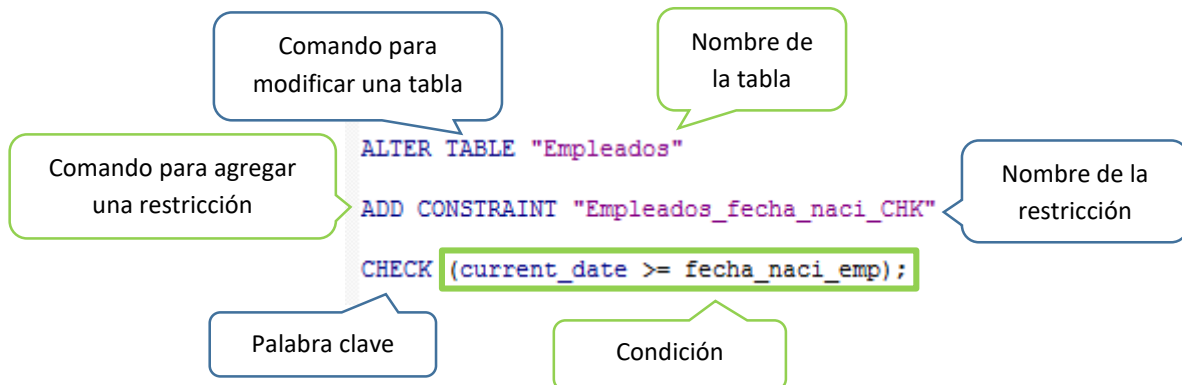 Comando para
modificar una tabla
Nombre de
la tabla
ALTER TABLE "Empleados"
Comando para agregar
una restricción
ADD CONSTRAINT "Empleados_fecha_naci_CHK"
Nombre de la
restricción
CHECK (current_date >= fecha_naci_emp);
Palabra clave
Condición